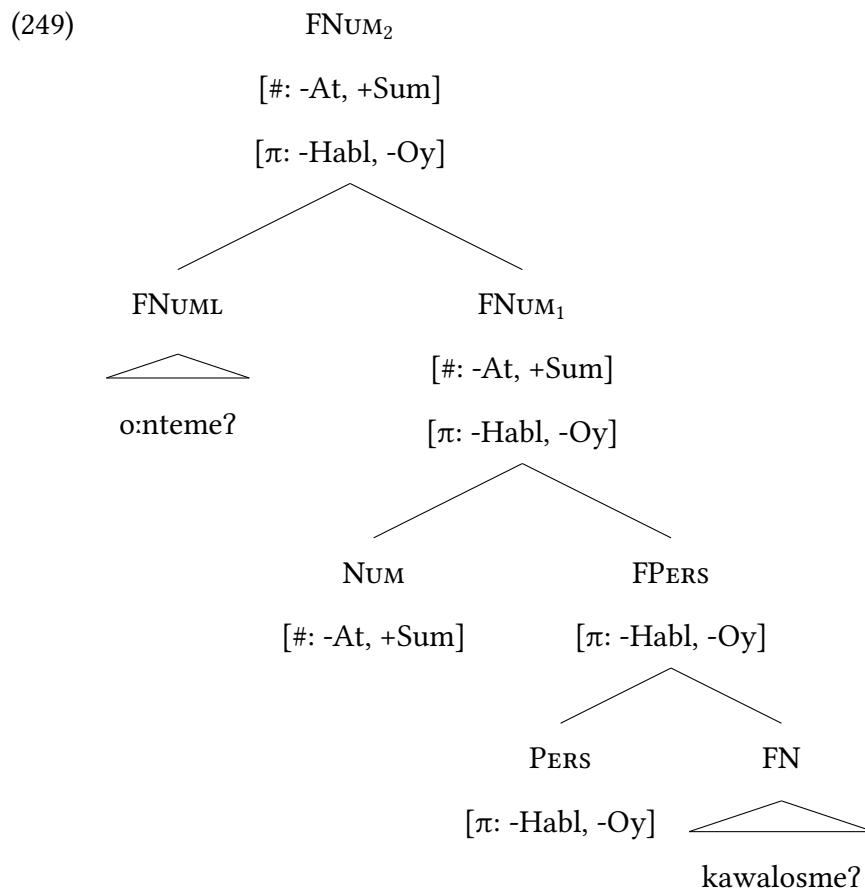 (249) FNUM₂
[#: -At, +Sum]
[π: -Habl, -Oy]
FNUML FNUM₁
[#: -At, +Sum]
o:nteme? [π: -Habl, -Oy]
NUM FPERS
[#: -At, +Sum] [π: -Habl, -Oy]
PERS FN
[π: -Habl, -Oy]
kawalosme?